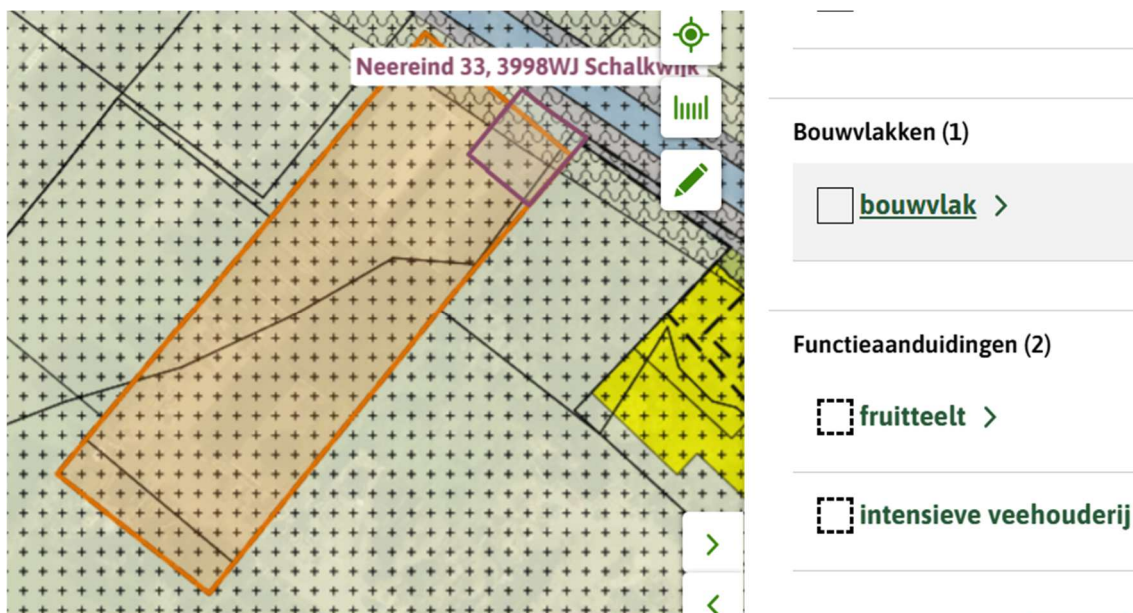 Neereind 33, 3998WJ Schalkwijk
Bouwvlakken (1)
bouwvlak
Functieaanduidingen (2)
fruitteelt
intensieve veehouderij